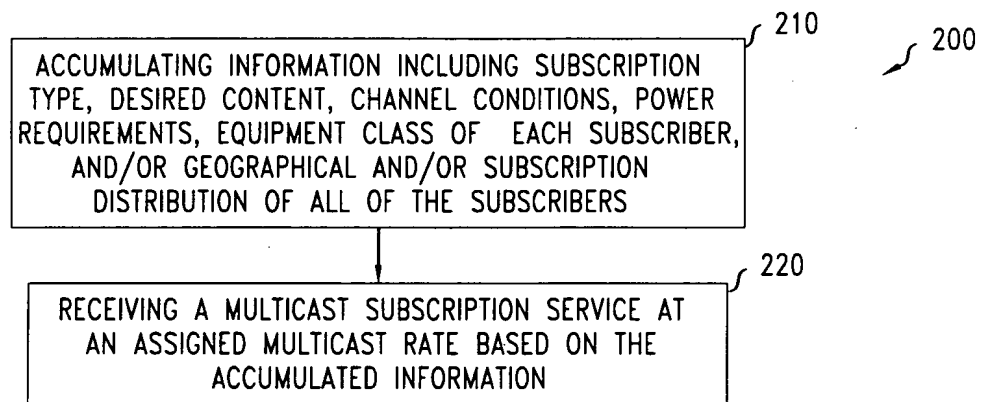 210
200
ACCUMULATING INFORMATION INCLUDING SUBSCRIPTION
TYPE, DESIRED CONTENT, CHANNEL CONDITIONS, POWER
REQUIREMENTS, EQUIPMENT CLASS OF EACH SUBSCRIBER,
AND/OR GEOGRAPHICAL AND/OR SUBSCRIPTION
DISTRIBUTION OF ALL OF THE SUBSCRIBERS
220
RECEIVING A MULTICAST SUBSCRIPTION SERVICE AT
AN ASSIGNED MULTICAST RATE BASED ON THE
ACCUMULATED INFORMATION